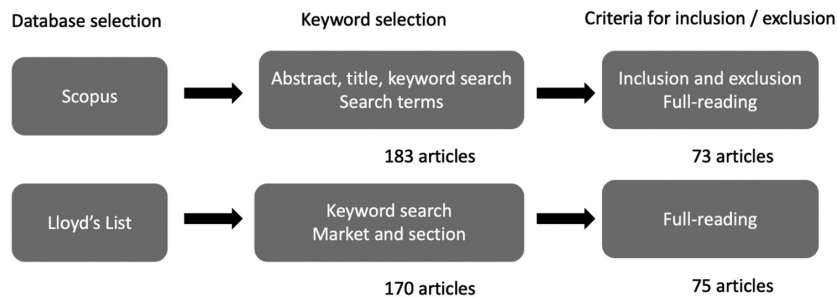 Database selection
Keyword selection
Criteria for inclusion / exclusion
Scopus
Abstract, title, keyword search
Search terms
Inclusion and exclusion
Full-reading
183 articles
73 articles
Lloyd's List
Keyword search
Market and section
Full-reading
170 articles
75 articles